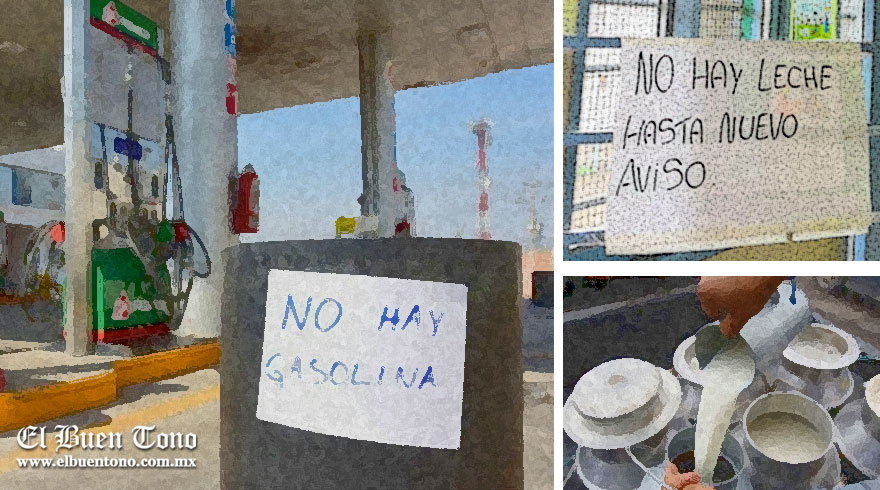 NO HAY
GASOLINA
El Buen Tono
www.elbuentono.com.mx
NO HAY LECHE
HASTA NUEVO
AVISO